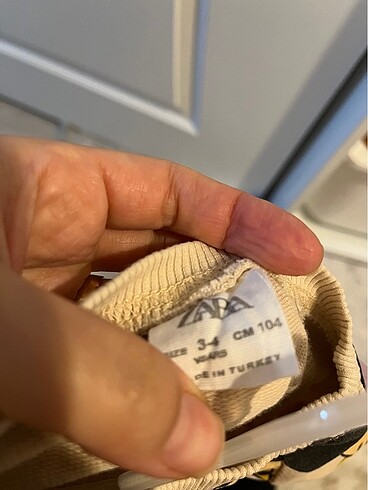 ZARA
SIZE 3-4 CM 104
YEARS
DE IN TURKEY